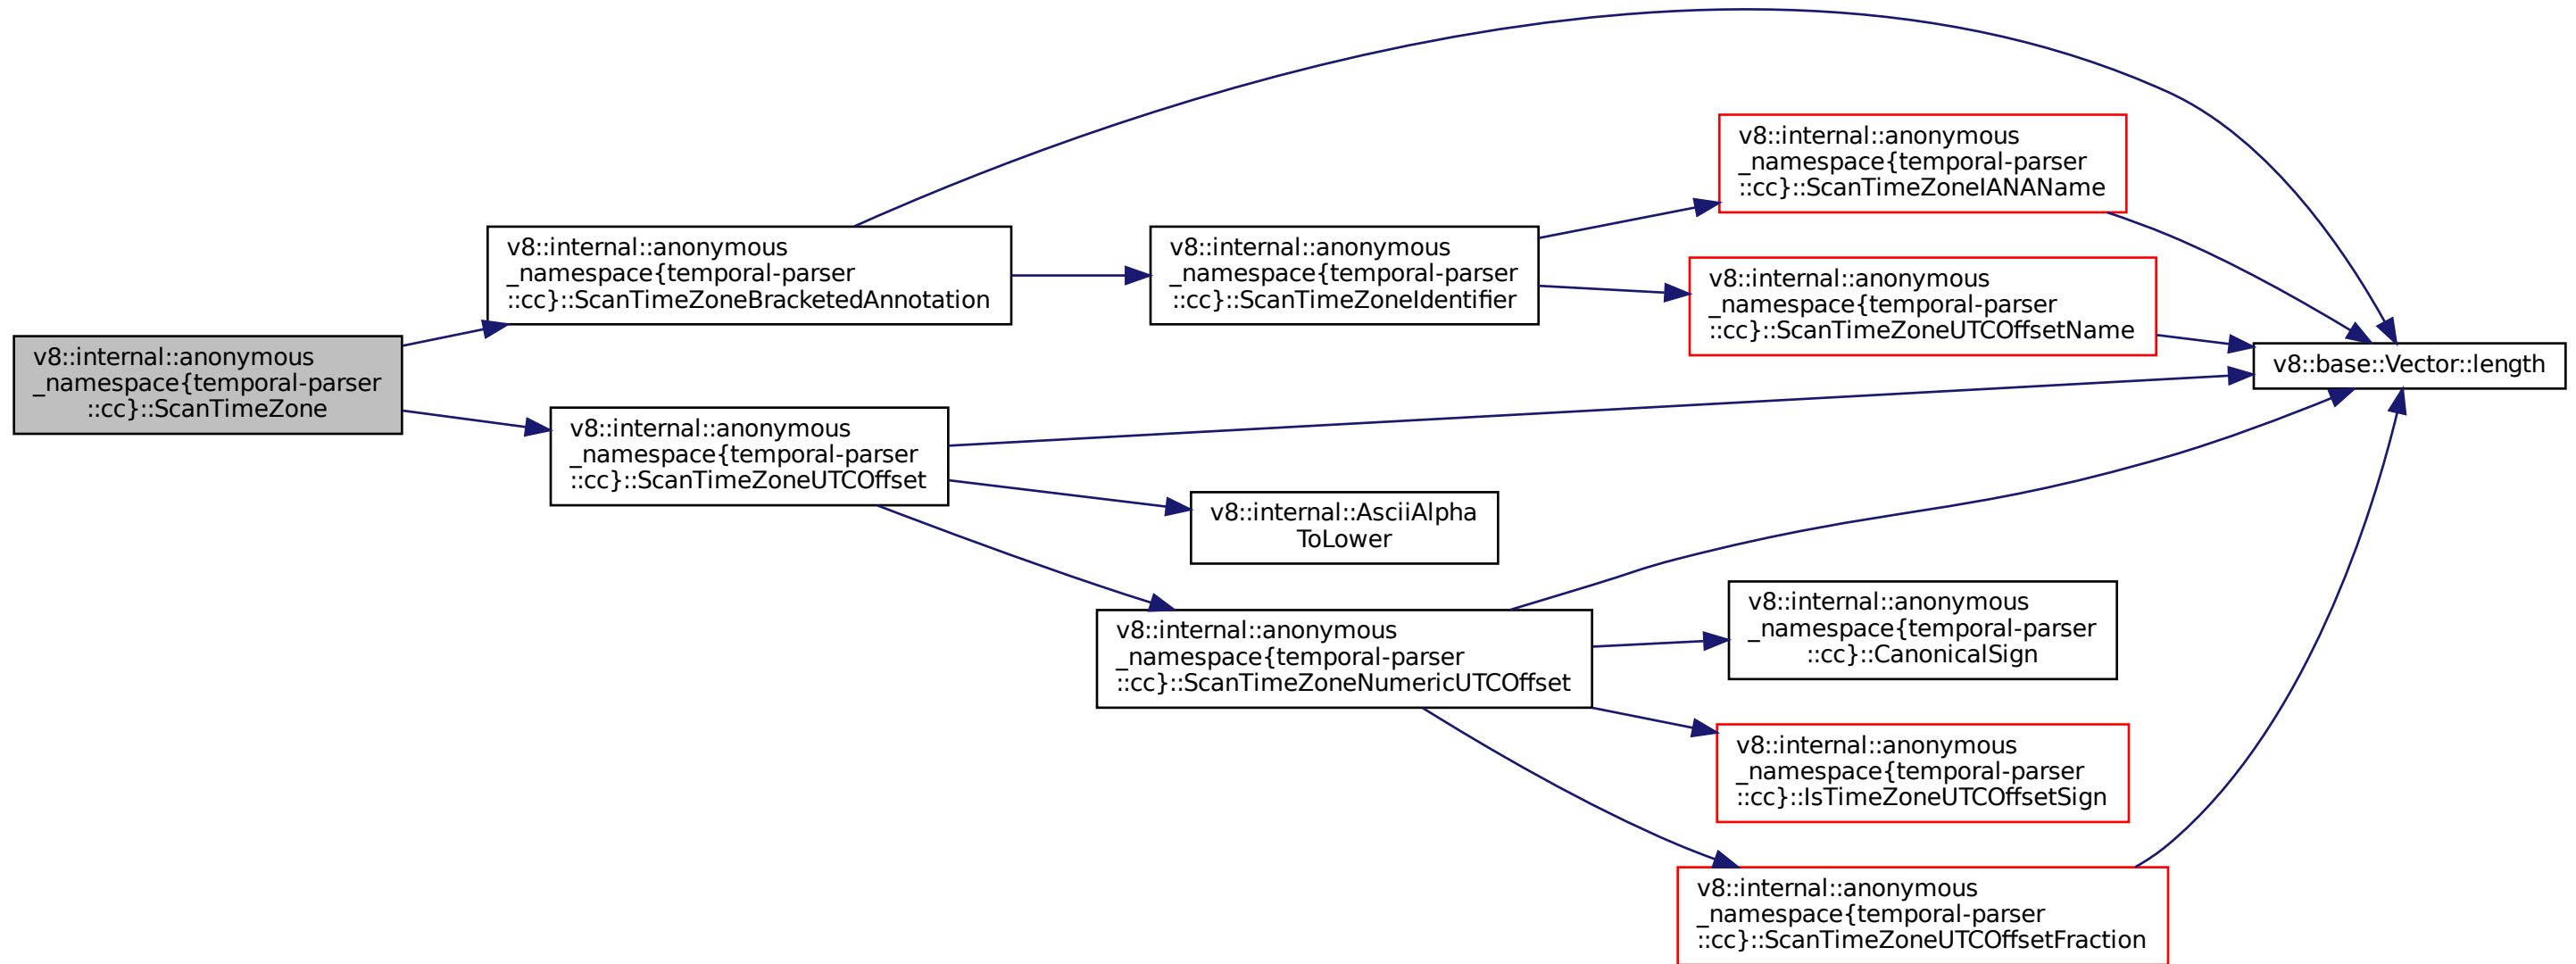 v8::internal::anonymous
_namespace{temporal-parser
::cc}::ScanTimeZone
v8::internal::anonymous
_namespace{temporal-parser
::cc}::ScanTimeZoneBracketedAnnotation
v8::internal::anonymous
_namespace{temporal-parser
::cc}::ScanTimeZoneUTCOffset
v8::internal::anonymous
_namespace{temporal-parser
::cc}::ScanTimeZoneIdentifier
v8::internal::AsciiAlpha
ToLower
v8::internal::anonymous
_namespace{temporal-parser
::cc}::ScanTimeZoneNumericUTCOffset
v8::internal::anonymous
_namespace{temporal-parser
::cc}::ScanTimeZoneIANAName
v8::internal::anonymous
_namespace{temporal-parser
::cc}::ScanTimeZoneUTCOffsetName
v8::internal::anonymous
_namespace{temporal-parser
::cc}::CanonicalSign
v8::internal::anonymous
_namespace{temporal-parser
::cc}::IsTimeZoneUTCOffsetSign
v8::internal::anonymous
_namespace{temporal-parser
::cc}::ScanTimeZoneUTCOffsetFraction
v8::base::Vector::length